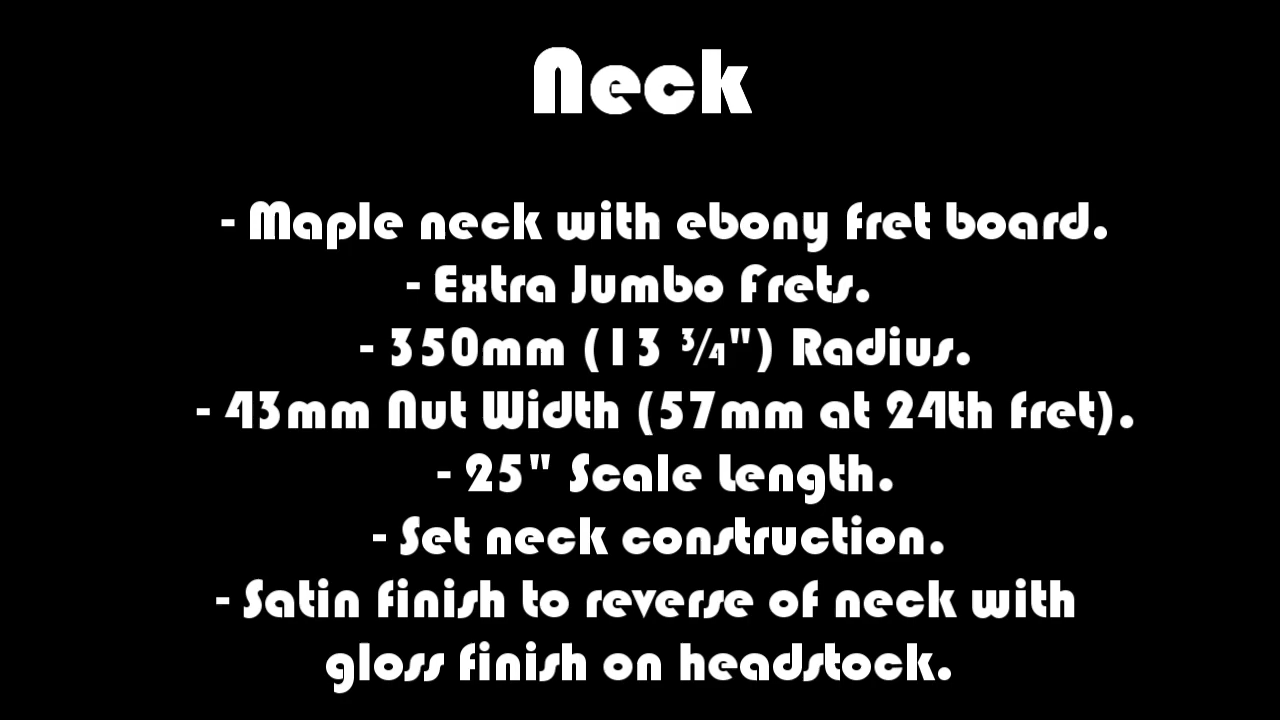 Neck
- Maple neck with ebony fret board.
- Extra Jumbo Frets.
- 350mm (13 ¾") Radius.
- 43mm Nut Width (57mm at 24th fret).
- 25" Scale Length.
- Set neck construction.
- Satin finish to reverse of neck with
gloss finish on headstock.